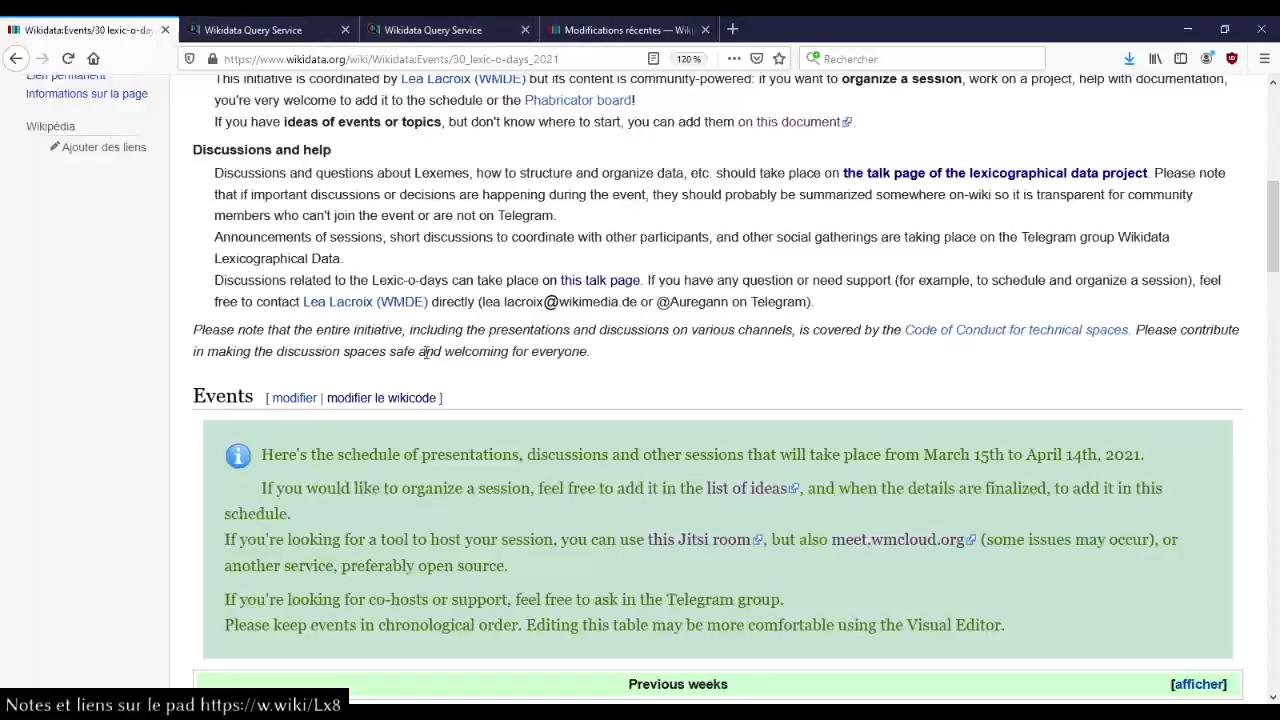 Wikidata:Events/30 lexic-o-day
Wikidata Query Service
Wikidata Query Service
Modifications récentes — Wiki
https://www.wikidata.org/wiki/Wikidata:Events/30_lexic-o-days_2021
120 %
Rechercher
Lien permanent
Informations sur la page
Wikipédia
Ajouter des liens
This initiative is coordinated by Lea Lacroix (WMDE) but its content is community-powered: if you want to organize a session, work on a project, help with documentation,
you're very welcome to add it to the schedule or the Phabricator board!
If you have ideas of events or topics, but don't know where to start, you can add them on this document.
Discussions and help
Discussions and questions about Lexemes, how to structure and organize data, etc. should take place on the talk page of the lexicographical data project. Please note
that if important discussions or decisions are happening during the event, they should probably be summarized somewhere on-wiki so it is transparent for community
members who can't join the event or are not on Telegram.
Announcements of sessions, short discussions to coordinate with other participants, and other social gatherings are taking place on the Telegram group Wikidata
Lexicographical Data.
Discussions related to the Lexic-o-days can take place on this talk page. If you have any question or need support (for example, to schedule and organize a session), feel
free to contact Lea Lacroix (WMDE) directly (lea.lacroix@wikimedia.de or @Auregann on Telegram).
Please note that the entire initiative, including the presentations and discussions on various channels, is covered by the Code of Conduct for technical spaces. Please contribute
in making the discussion spaces safe and welcoming for everyone.
Events [ modifier | modifier le wikicode ]
Here's the schedule of presentations, discussions and other sessions that will take place from March 15th to April 14th, 2021.
If you would like to organize a session, feel free to add it in the list of ideas, and when the details are finalized, to add it in this
schedule.
If you're looking for a tool to host your session, you can use this Jitsi room, but also meet.wmcloud.org (some issues may occur), or
another service, preferably open source.
If you're looking for co-hosts or support, feel free to ask in the Telegram group.
Please keep events in chronological order. Editing this table may be more comfortable using the Visual Editor.
Previous weeks [afficher]
Notes et liens sur le pad https://w.wiki/Lx8